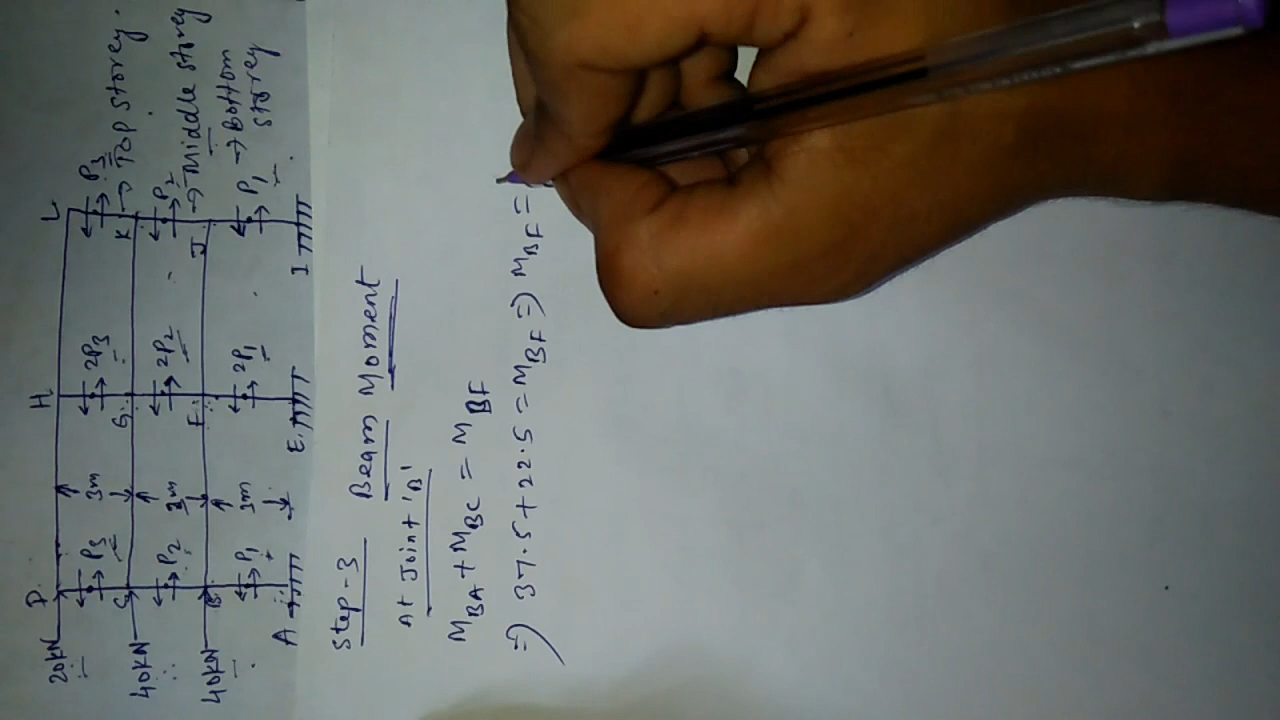 D H L
20kN P3 3m 2P3 P3 → Top storey.
C G K
40kN P2 3m 2P2 P2 → Middle storey
B F J
40kN P1 3m 2P1 P1 → Bottom storey
A E I
Step-3 Beam Moment
At Joint 'B'
MBA + MBC = MBF
⇒) 37.5 + 22.5 = MBF ⇒) MBF =